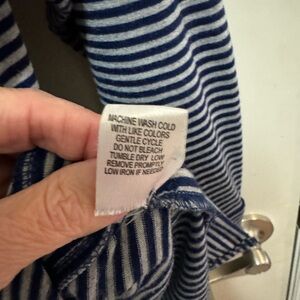 MACHINE WASH COLD
WITH LIKE COLORS
GENTLE CYCLE
DO NOT BLEACH
TUMBLE DRY LOW
REMOVE PROMPTLY
LOW IRON IF NEEDED